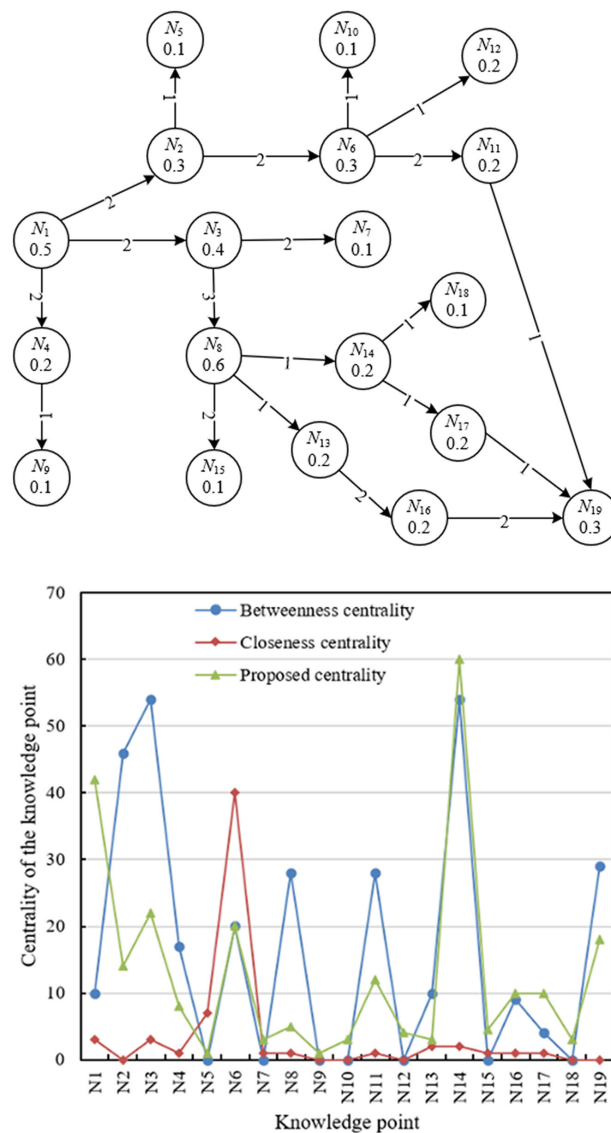 N5
0.1
N10
0.1
N12
0.2
1
1
1
N2
0.3
2
N6
0.3
2
N11
0.2
2
N1
0.5
2
N3
0.4
2
N7
0.1
2
3
N18
0.1
1
1
N4
0.2
N8
0.6
1
N14
0.2
1
1
2
1
N13
0.2
N17
0.2
1
N9
0.1
N15
0.1
2
N16
0.2
2
N19
0.3
70
60
50
40
30
20
10
0
Centrality of the knowledge point
Betweenness centrality
Closeness centrality
Proposed centrality
N1 N2 N3 N4 N5 N6 N7 N8 N9 N10 N11 N12 N13 N14 N15 N16 N17 N18 N19
Knowledge point